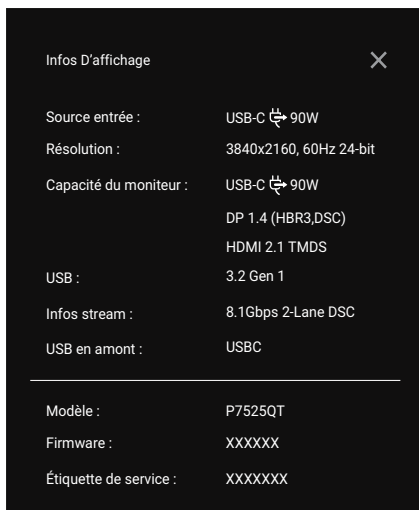 Infos D’affichage
Source entrée : USB-C 90W
Résolution : 3840x2160, 60Hz 24-bit
Capacité du moniteur : USB-C 90W
DP 1.4 (HBR3,DSC)
HDMI 2.1 TMDS
USB : 3.2 Gen 1
Infos stream : 8.1Gbps 2-Lane DSC
USB en amont : USBC
Modèle : P7525QT
Firmware : XXXXXX
Étiquette de service : XXXXXXX